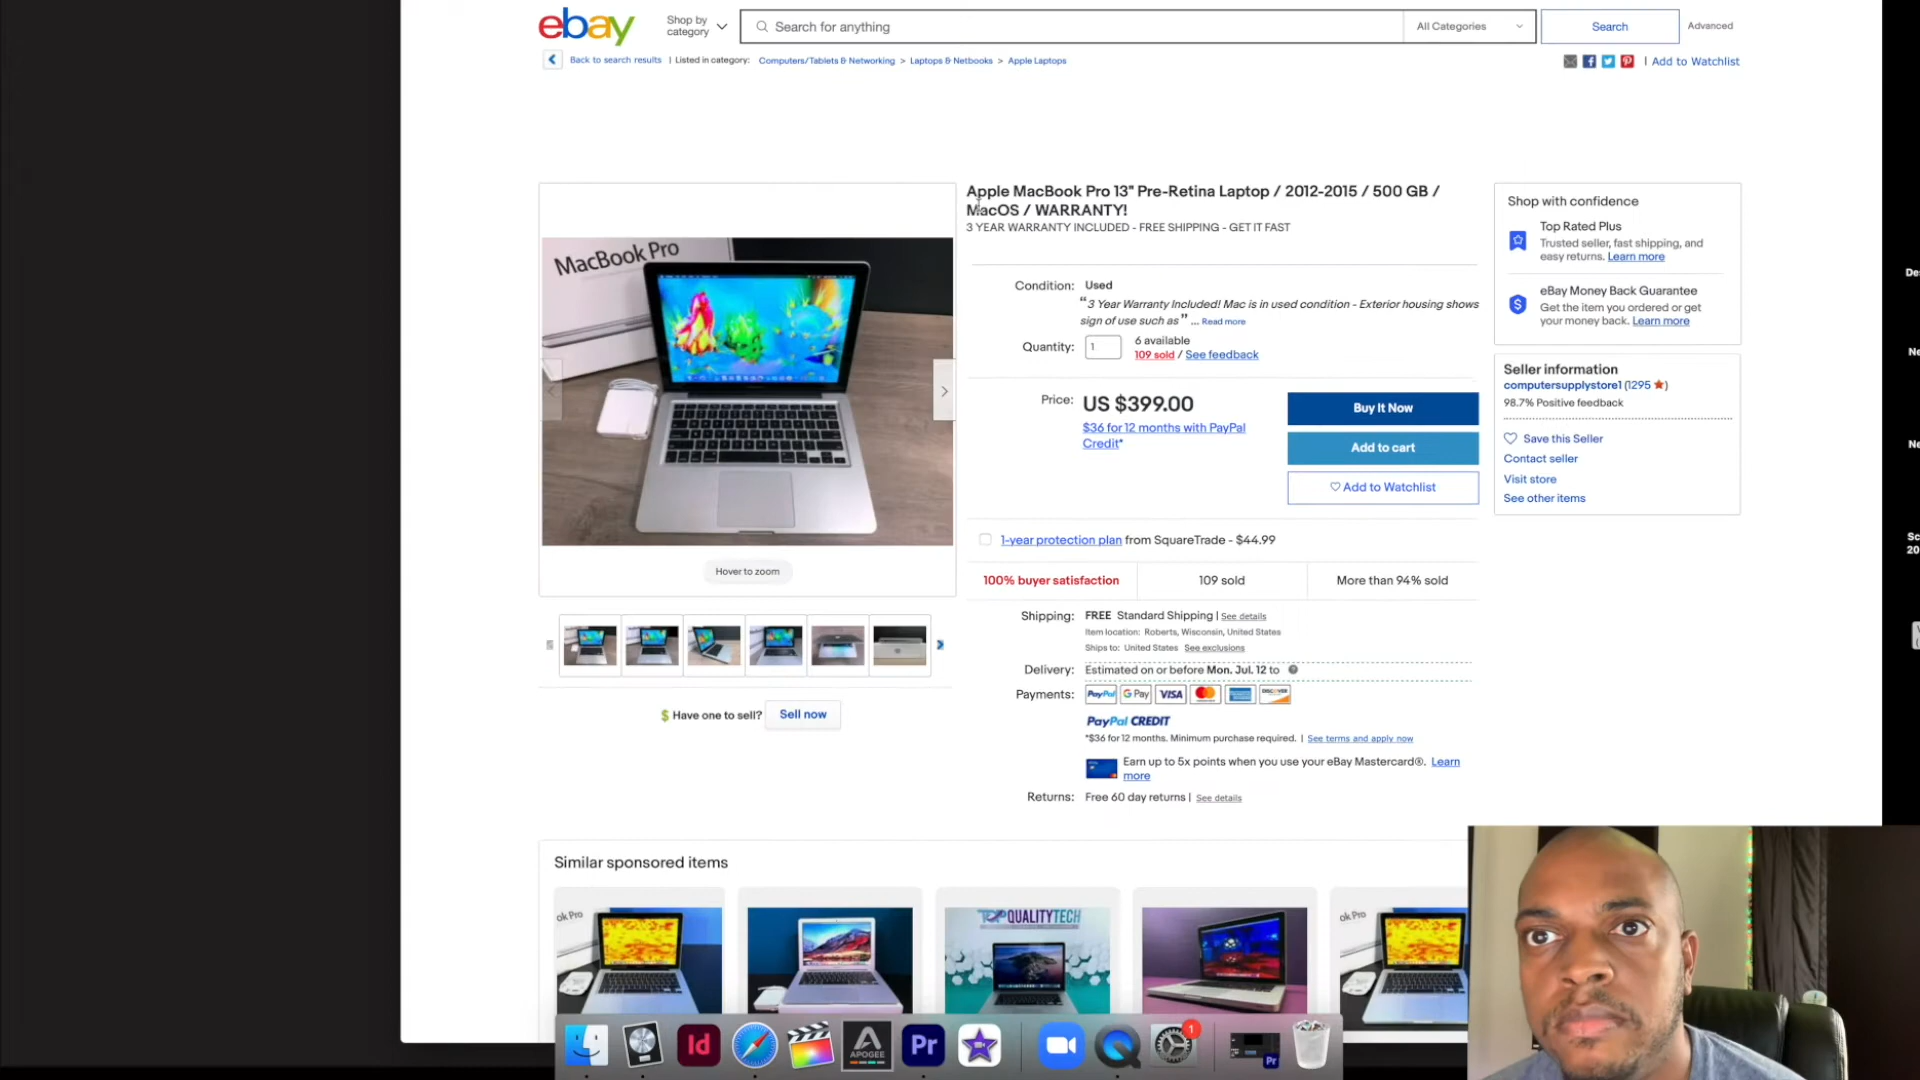 ebay
Shop by
category
Search for anything
All Categories
Search
Advanced
Back to search results | Listed in category: Computers/Tablets & Networking > Laptops & Netbooks > Apple Laptops
| Add to Watchlist
Apple MacBook Pro 13" Pre-Retina Laptop / 2012-2015 / 500 GB /
MacOS / WARRANTY!
3 YEAR WARRANTY INCLUDED - FREE SHIPPING - GET IT FAST
MacBook Pro
Condition: Used
"3 Year Warranty Included! Mac is in used condition - Exterior housing shows
sign of use such as" ... Read more
Quantity: 1
6 available
109 sold / See feedback
Price: US $399.00
$36 for 12 months with PayPal
Credit*
Buy It Now
Add to cart
Add to Watchlist
1-year protection plan from SquareTrade - $44.99
100% buyer satisfaction
109 sold
More than 94% sold
Shipping: FREE Standard Shipping | See details
Item location: Roberts, Wisconsin, United States
Ships to: United States See exclusions
Delivery: Estimated on or before Mon. Jul. 12 to
Payments: PayPal G Pay VISA
DISCOVER
PayPal CREDIT
*$36 for 12 months. Minimum purchase required. | See terms and apply now
Earn up to 5x points when you use your eBay Mastercard®. Learn
more
Returns: Free 60 day returns | See details
Hover to zoom
$ Have one to sell? Sell now
Shop with confidence
Top Rated Plus
Trusted seller, fast shipping, and
easy returns. Learn more
eBay Money Back Guarantee
Get the item you ordered or get
your money back. Learn more
Seller information
computersupplystore1 (1295 )
98.7% Positive feedback
Save this Seller
Contact seller
Visit store
See other items
De
Ne
Ne
Sc
20
Similar sponsored items
ok Pro
TOP QUALITYTECH
ok Pro
Id
APOGEE
Pr
1
Pr